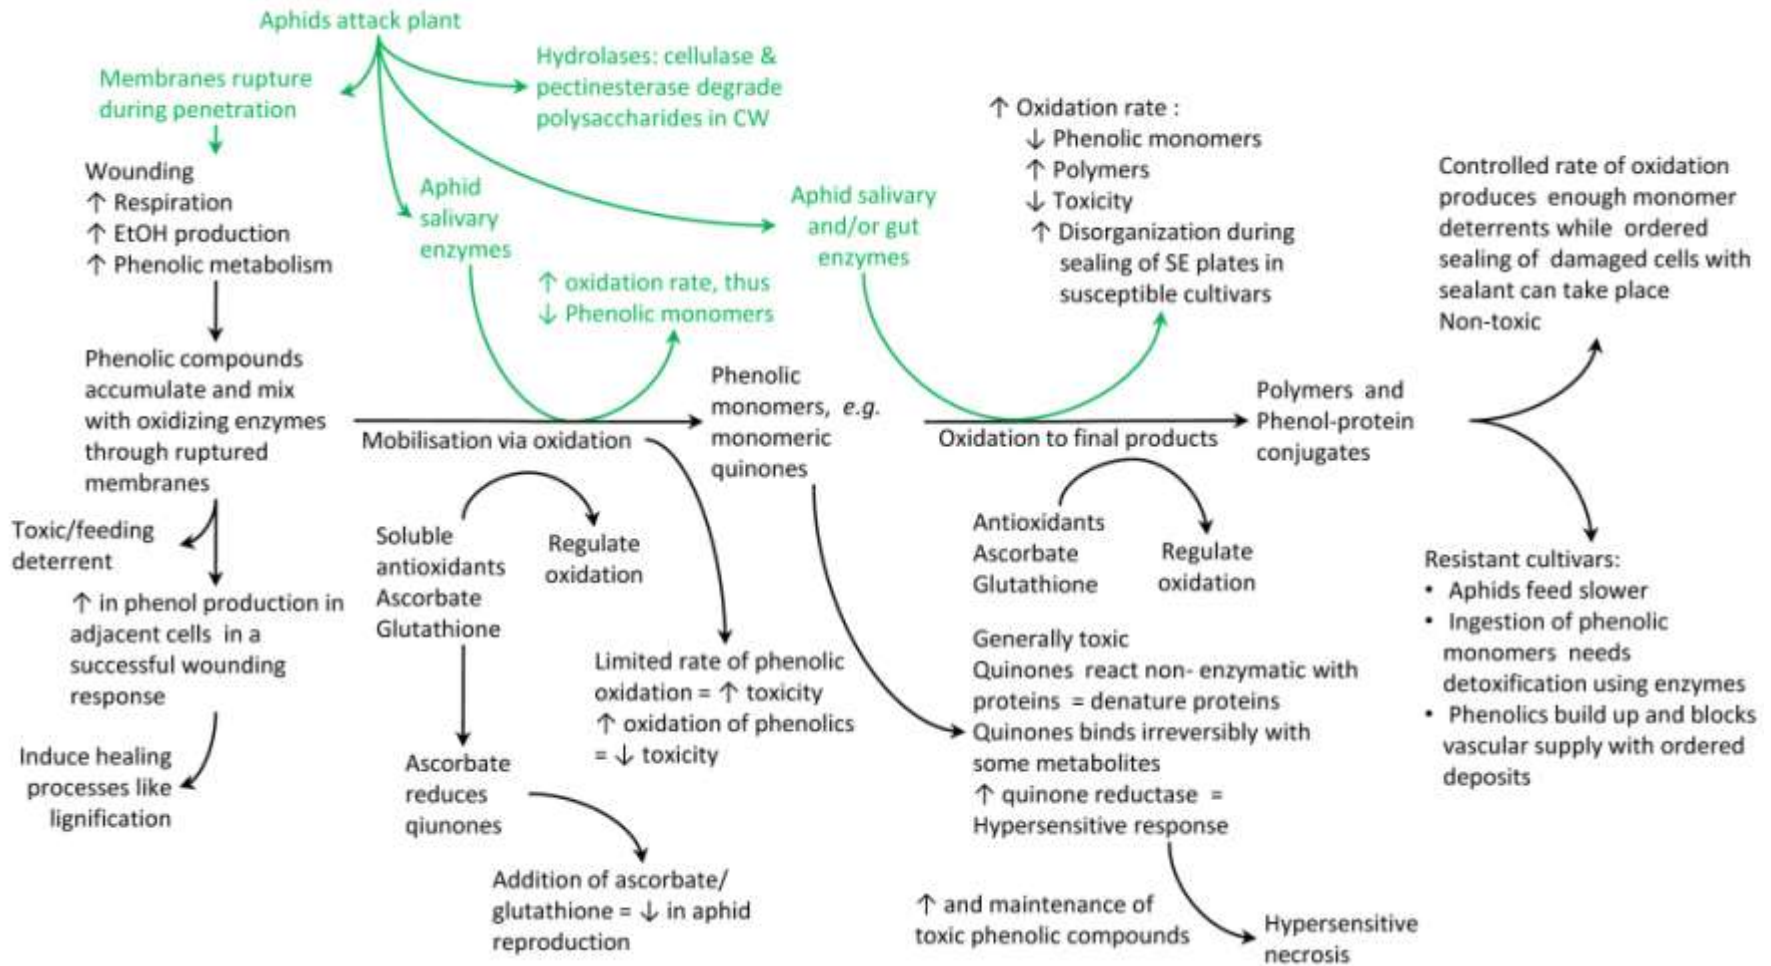 Aphids attack plant
Membranes rupture
during penetration
Hydrolases: cellulase &
pectinesterase degrade
polysaccharides in CW
Wounding
↑ Respiration
↑ EtOH production
↑ Phenolic metabolism
Aphid
salivary
enzymes
↑ oxidation rate, thus
↓ Phenolic monomers
Aphid salivary
and/or gut
enzymes
↑ Oxidation rate :
↓ Phenolic monomers
↑ Polymers
↓ Toxicity
↑ Disorganization during
sealing of SE plates in
susceptible cultivars
Controlled rate of oxidation
produces enough monomer
deterrents while ordered
sealing of damaged cells with
sealant can take place
Non-toxic
Phenolic compounds
accumulate and mix
with oxidizing enzymes
through ruptured
membranes
Mobilisation via oxidation
Phenolic
monomers, e.g.
monomeric
quinones
Oxidation to final products
Polymers and
Phenol-protein
conjugates
Toxic/feeding
deterrent
↑ in phenol production in
adjacent cells in a
successful wounding
response
Induce healing
processes like
lignification
Soluble
antioxidants
Ascorbate
Glutathione
Regulate
oxidation
Limited rate of phenolic
oxidation = ↑ toxicity
↑ oxidation of phenolics
= ↓ toxicity
Ascorbate
reduces
qiunones
Addition of ascorbate/
glutathione = ↓ in aphid
reproduction
Antioxidants
Ascorbate
Glutathione
Regulate
oxidation
Generally toxic
Quinones react non- enzymatic with
proteins = denature proteins
Quinones binds irreversibly with
some metabolites
↑ quinone reductase =
Hypersensitive response
↑ and maintenance of
toxic phenolic compounds
Hypersensitive
necrosis
Resistant cultivars:
• Aphids feed slower
• Ingestion of phenolic
monomers needs
detoxification using enzymes
• Phenolics build up and blocks
vascular supply with ordered
deposits